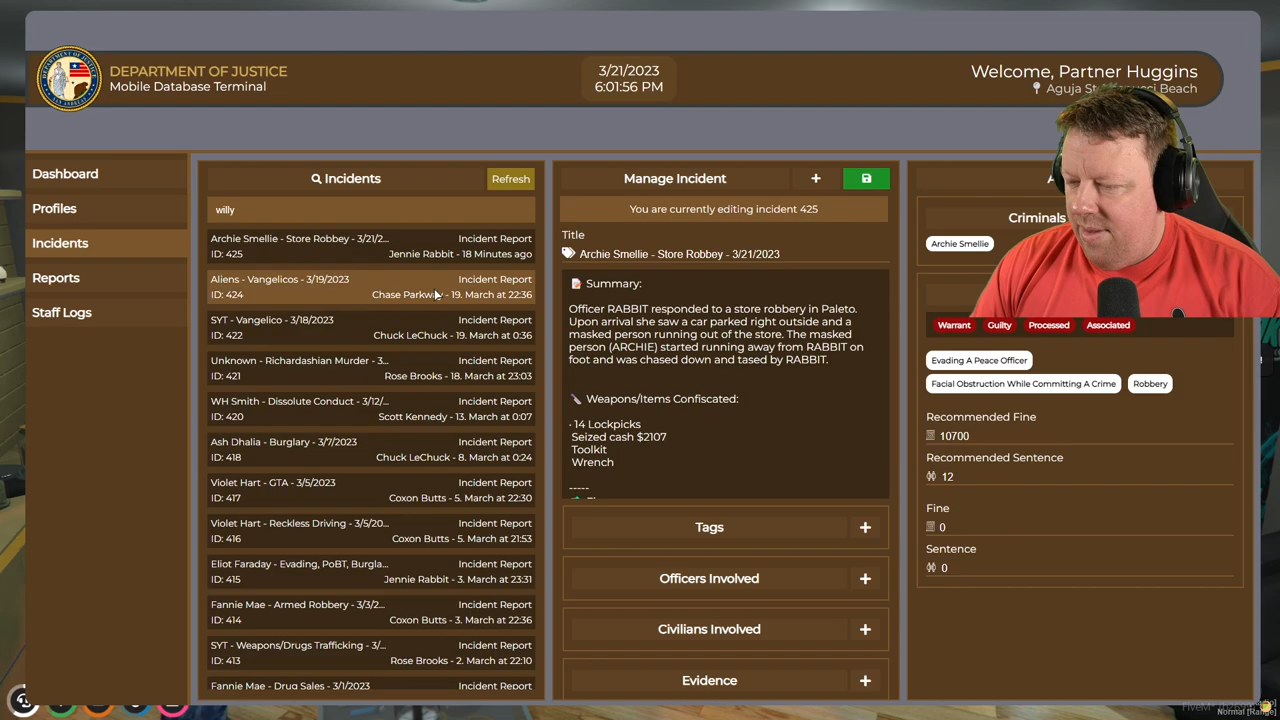 DEPARTMENT OF JUSTICE
Mobile Database Terminal
3/21/2023
6:01:56 PM
Welcome, Partner Huggins
Dashboard
Profiles
Incidents
Reports
Staff Logs
Incidents
Refresh
willy
Archie Smellie - Store Robbey - 3/21/2...
Incident Report
ID: 425
Jennie Rabbit - 18 Minutes ago
Aliens - Vangelicos - 3/19/2023
Incident Report
ID: 424
Chase Parkway - 19. March at 22:36
SYT - Vangelico - 3/18/2023
Incident Report
ID: 422
Chuck LeChuck - 19. March at 0:36
Unknown - Richardashian Murder - 3...
Incident Report
ID: 421
Rose Brooks - 18. March at 23:03
WH Smith - Dissolute Conduct - 3/12/...
Incident Report
ID: 420
Scott Kennedy - 13. March at 0:07
Ash Dhalia - Burglary - 3/7/2023
Incident Report
ID: 418
Chuck LeChuck - 8. March at 0:24
Violet Hart - GTA - 3/5/2023
Incident Report
ID: 417
Coxon Butts - 5. March at 22:30
Violet Hart - Reckless Driving - 3/5/20...
Incident Report
ID: 416
Coxon Butts - 5. March at 21:53
Eliot Faraday - Evading, PoBT, Burgla...
Incident Report
ID: 415
Jennie Rabbit - 3. March at 23:31
Fannie Mae - Armed Robbery - 3/3/2...
Incident Report
ID: 414
Coxon Butts - 3. March at 22:36
SYT - Weapons/Drugs Trafficking - 3/...
Incident Report
ID: 413
Rose Brooks - 2. March at 22:10
Fannie Mae - Drug Sales - 3/1/2023
Incident Report
Manage Incident
You are currently editing incident 425
Title
Archie Smellie - Store Robbey - 3/21/2023
Summary:
Officer RABBIT responded to a store robbery in Paleto.
Upon arrival she saw a car parked right outside and a
masked person running out of the store. The masked
person (ARCHIE) started running away from RABBIT on
foot and was chased down and tased by RABBIT.
Weapons/Items Confiscated:
· 14 Lockpicks
Seized cash $2107
Toolkit
Wrench
-----
Tags
Officers Involved
Civilians Involved
Evidence
Archie Smellie
Warrant Guilty Processed Associated
Evading A Peace Officer
Facial Obstruction While Committing A Crime Robbery
Recommended Fine
10700
Recommended Sentence
12
Fine
0
Sentence
0
Normal [Range]